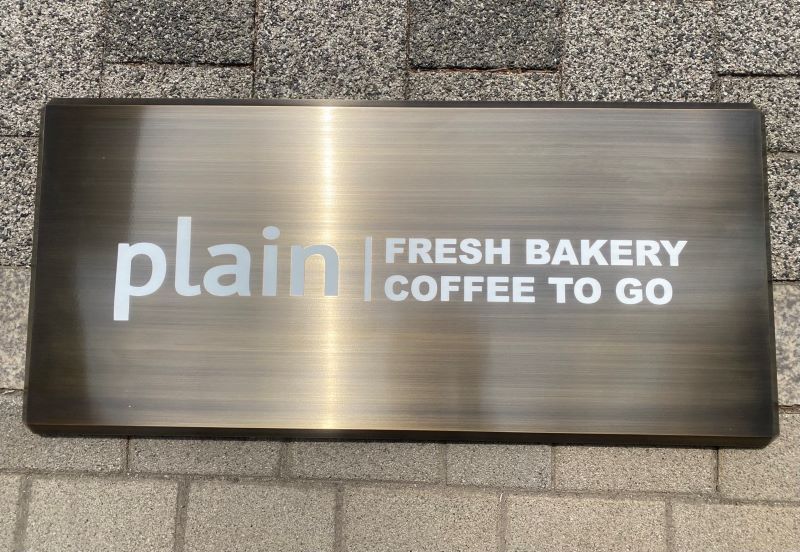 plain
FRESH BAKERY
COFFEE TO GO